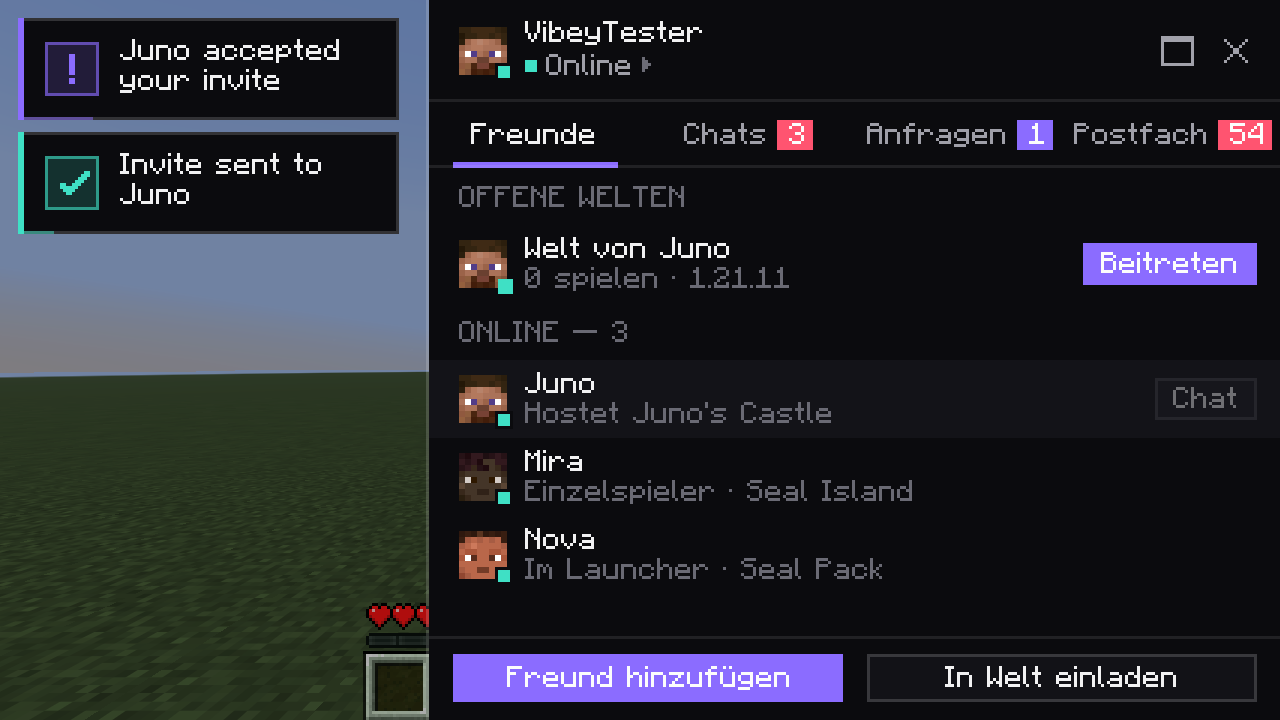 Juno accepted
your invite
Invite sent to
Juno
VibeyTester
Online
Freunde
Chats 3
Anfragen 1
Postfach 54
OFFENE WELTEN
Welt von Juno
0 spielen · 1.21.11
Beitreten
ONLINE — 3
Juno
Hostet Juno's Castle
Chat
Mira
Einzelspieler · Seal Island
Nova
Im Launcher · Seal Pack
Freund hinzufügen
In Welt einladen